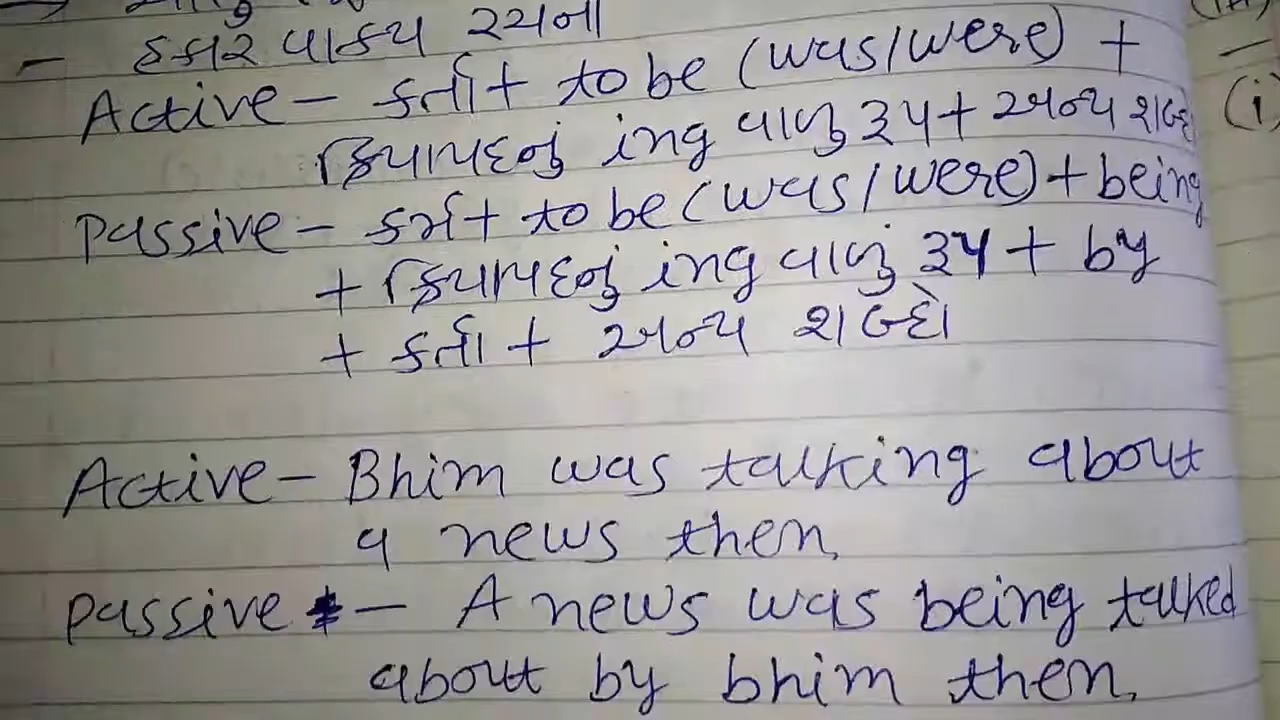 - હકાર વાક્ય રચના
Active - કર્તા + to be (was/were) +
ક્રિયાપદનું ing વાળુ રૂપ + અન્ય શબ્દો
Passive - કર્મ + to be (was/were) + being
+ ક્રિયાપદનું ing વાળુ રૂપ + by
+ કર્તા + અન્ય શબ્દો
Active - Bhim was talking about
a news then.
Passive - A news was being talked
about by bhim then.
(i)